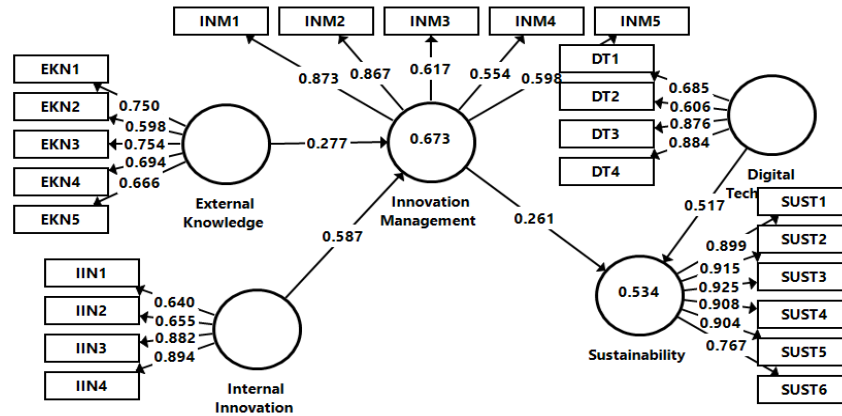 INM1
INM2
INM3
INM4
INM5
0.873
0.867
0.617
0.554
0.598
EKN1
EKN2
EKN3
EKN4
EKN5
0.750
0.598
0.754
0.694
0.666
External
Knowledge
0.277
0.673
Innovation
Management
DT1
DT2
DT3
DT4
0.685
0.606
0.876
0.884
Digital
0.517
0.261
0.587
IIN1
IIN2
IIN3
IIN4
0.640
0.655
0.882
0.894
Internal
Innovation
0.534
Sustainability
0.899
0.915
0.925
0.908
0.904
0.767
SUST1
SUST2
SUST3
SUST4
SUST5
SUST6